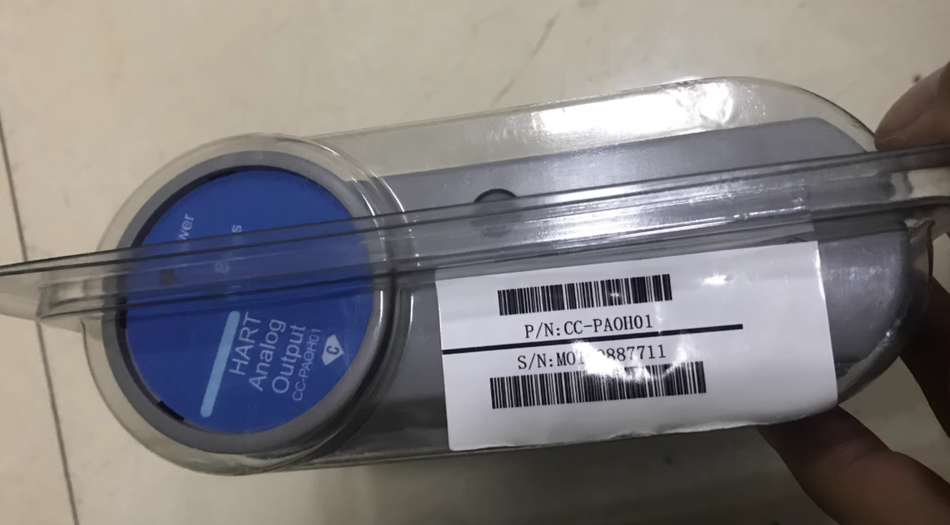 HART
Analog
Output
CC-PAOH01
C
P/N:CC-PAOH01